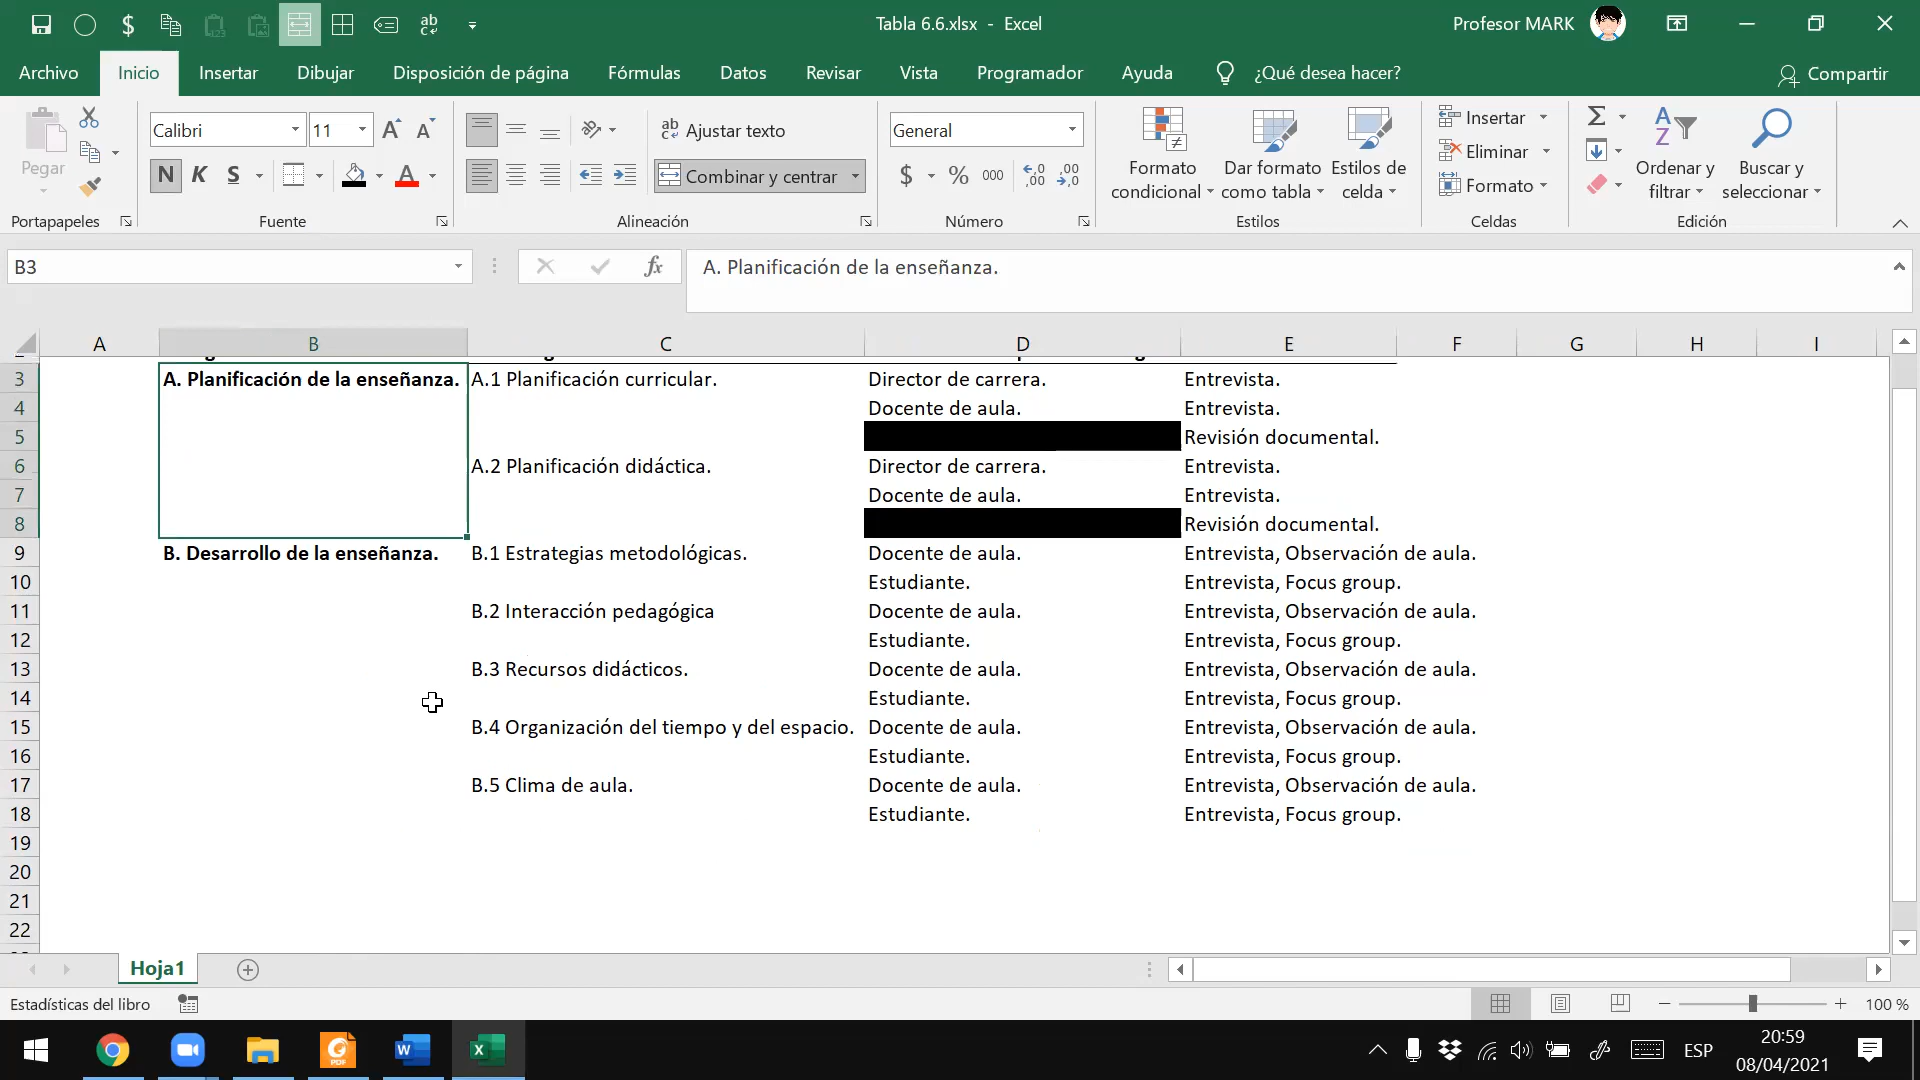 Tabla 6.6.xlsx - Excel
Profesor MARK
Archivo Inicio Insertar Dibujar Disposición de página Fórmulas Datos Revisar Vista Programador Ayuda ¿Qué desea hacer? Compartir
Pegar
Portapapeles
Calibri 11
N K S
Fuente
Ajustar texto
Combinar y centrar
Alineación
General
$ % 000
Número
Formato condicional
Dar formato como tabla
Estilos de celda
Estilos
Insertar
Eliminar
Formato
Celdas
Ordenar y filtrar
Buscar y seleccionar
Edición
B3
fx
A. Planificación de la enseñanza.
A B C D E F G H I
3 A. Planificación de la enseñanza. A.1 Planificación curricular. Director de carrera. Entrevista.
4 Docente de aula. Entrevista.
5 Revisión documental.
6 A.2 Planificación didáctica. Director de carrera. Entrevista.
7 Docente de aula. Entrevista.
8 Revisión documental.
9 B. Desarrollo de la enseñanza. B.1 Estrategias metodológicas. Docente de aula. Entrevista, Observación de aula.
10 Estudiante. Entrevista, Focus group.
11 B.2 Interacción pedagógica Docente de aula. Entrevista, Observación de aula.
12 Estudiante. Entrevista, Focus group.
13 B.3 Recursos didácticos. Docente de aula. Entrevista, Observación de aula.
14 Estudiante. Entrevista, Focus group.
15 B.4 Organización del tiempo y del espacio. Docente de aula. Entrevista, Observación de aula.
16 Estudiante. Entrevista, Focus group.
17 B.5 Clima de aula. Docente de aula. Entrevista, Observación de aula.
18 Estudiante. Entrevista, Focus group.
19
20
21
22
Hoja1
Estadísticas del libro
100 %
ESP
20:59
08/04/2021